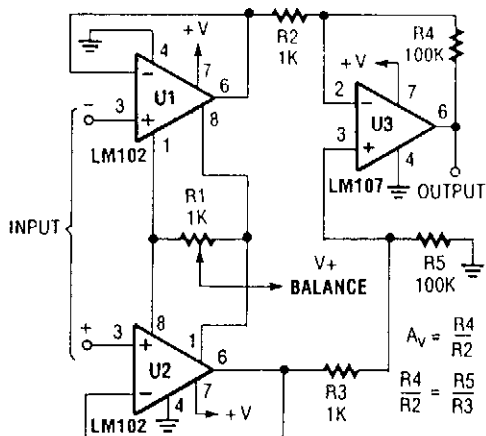 +V
R2
1K
R4
100K
4
−
7
6
U1
3
+
8
−
LM102
1
+V
2
−
7
6
U3
3
+
4
LM107
OUTPUT
INPUT
R1
1K
V+
BALANCE
R5
100K
+
3
8
+
1
6
U2
−
7
4
LM102
+V
R3
1K
AV = R4
R2
R4 = R5
R2 R3